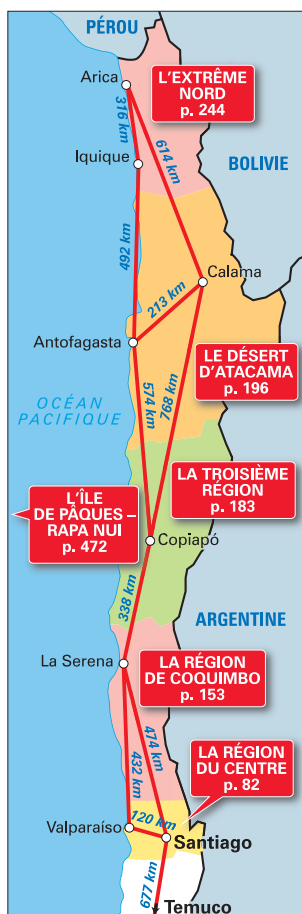 PÉROU
Arica
L'EXTRÊME
NORD
p. 244
316 km
614 km
Iquique
BOLIVIE
492 km
Calama
213 km
Antofagasta
LE DÉSERT
D'ATACAMA
p. 196
574 km
768 km
OCÉAN
PACIFIQUE
LA TROISIÈME
RÉGION
p. 183
L'ÎLE
DE PÂQUES –
RAPA NUI
p. 472
Copiapó
338 km
ARGENTINE
La Serena
LA RÉGION
DE COQUIMBO
p. 153
474 km
432 km
LA RÉGION
DU CENTRE
p. 82
Valparaíso
120 km
Santiago
677 km
Temuco